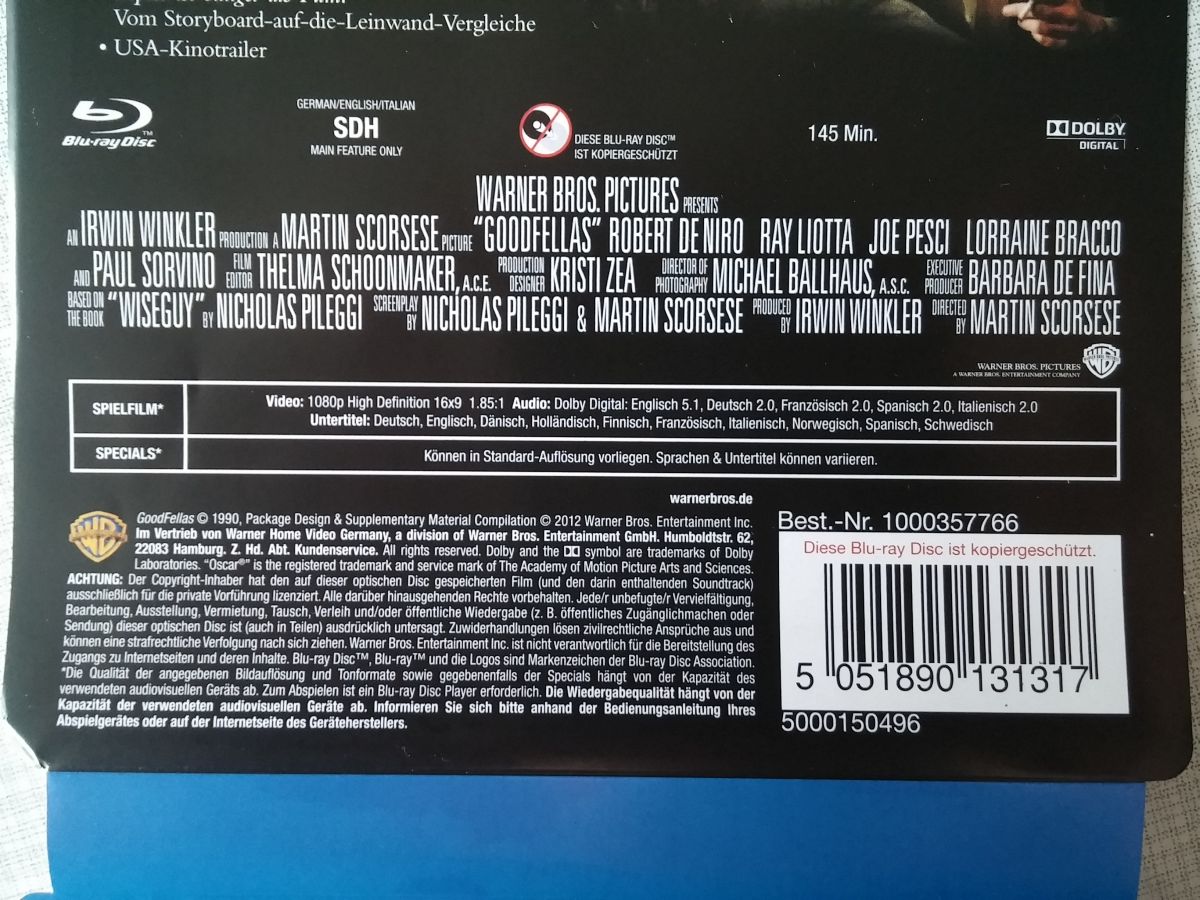 Vom Storyboard-auf-die-Leinwand-Vergleiche
• USA-Kinotrailer
Blu-ray Disc™
GERMAN/ENGLISH/ITALIAN
SDH
MAIN FEATURE ONLY
DIESE BLU-RAY DISC™
IST KOPIERGESCHÜTZT
145 Min.
DOLBY
DIGITAL
WARNER BROS. PICTURES PRESENTS
AN IRWIN WINKLER PRODUCTION A MARTIN SCORSESE PICTURE "GOODFELLAS" ROBERT DE NIRO RAY LIOTTA JOE PESCI LORRAINE BRACCO
AND PAUL SORVINO FILM EDITOR THELMA SCHOONMAKER, A.C.E. PRODUCTION DESIGNER KRISTI ZEA DIRECTOR OF PHOTOGRAPHY MICHAEL BALLHAUS, A.S.C. EXECUTIVE PRODUCER BARBARA DE FINA
BASED ON THE BOOK "WISEGUY" BY NICHOLAS PILEGGI SCREENPLAY BY NICHOLAS PILEGGI & MARTIN SCORSESE PRODUCED BY IRWIN WINKLER DIRECTED BY MARTIN SCORSESE
WARNER BROS. PICTURES
A WARNER BROS. ENTERTAINMENT COMPANY
SPIELFILM*
Video: 1080p High Definition 16x9 1.85:1 Audio: Dolby Digital: Englisch 5.1, Deutsch 2.0, Französisch 2.0, Spanisch 2.0, Italienisch 2.0
Untertitel: Deutsch, Englisch, Dänisch, Holländisch, Finnisch, Französisch, Italienisch, Norwegisch, Spanisch, Schwedisch
SPECIALS*
Können in Standard-Auflösung vorliegen. Sprachen & Untertitel können variieren.
warnerbros.de
GoodFellas © 1990, Package Design & Supplementary Material Compilation © 2012 Warner Bros. Entertainment Inc.
Im Vertrieb von Warner Home Video Germany, a division of Warner Bros. Entertainment GmbH. Humboldtstr. 62,
22083 Hamburg. Z. Hd. Abt. Kundenservice. All rights reserved. Dolby and the DD symbol are trademarks of Dolby
Laboratories. "Oscar®" is the registered trademark and service mark of The Academy of Motion Picture Arts and Sciences.
ACHTUNG: Der Copyright-Inhaber hat den auf dieser optischen Disc gespeicherten Film (und den darin enthaltenden Soundtrack)
ausschließlich für die private Vorführung lizenziert. Alle darüber hinausgehenden Rechte vorbehalten. Jede/r unbefugte/r Vervielfältigung,
Bearbeitung, Ausstellung, Vermietung, Tausch, Verleih und/oder öffentliche Wiedergabe (z. B. öffentliches Zugänglichmachen oder
Sendung) dieser optischen Disc ist (auch in Teilen) ausdrücklich untersagt. Zuwiderhandlungen lösen zivilrechtliche Ansprüche aus und
können eine strafrechtliche Verfolgung nach sich ziehen. Warner Bros. Entertainment Inc. ist nicht verantwortlich für die Bereitstellung des
Zugangs zu Internetseiten und deren Inhalte. Blu-ray Disc™, Blu-ray™ und die Logos sind Markenzeichen der Blu-ray Disc Association.
*Die Qualität der angegebenen Bildauflösung und Tonformate sowie gegebenenfalls der Specials hängt von der Kapazität des
verwendeten audiovisuellen Geräts ab. Zum Abspielen ist ein Blu-ray Disc Player erforderlich. Die Wiedergabequalität hängt von der
Kapazität der verwendeten audiovisuellen Geräte ab. Informieren Sie sich bitte anhand der Bedienungsanleitung Ihres
Abspielgerätes oder auf der Internetseite des Geräteherstellers.
Best.-Nr. 1000357766
Diese Blu-ray Disc ist kopiergeschützt.
5 051890 131317
5000150496